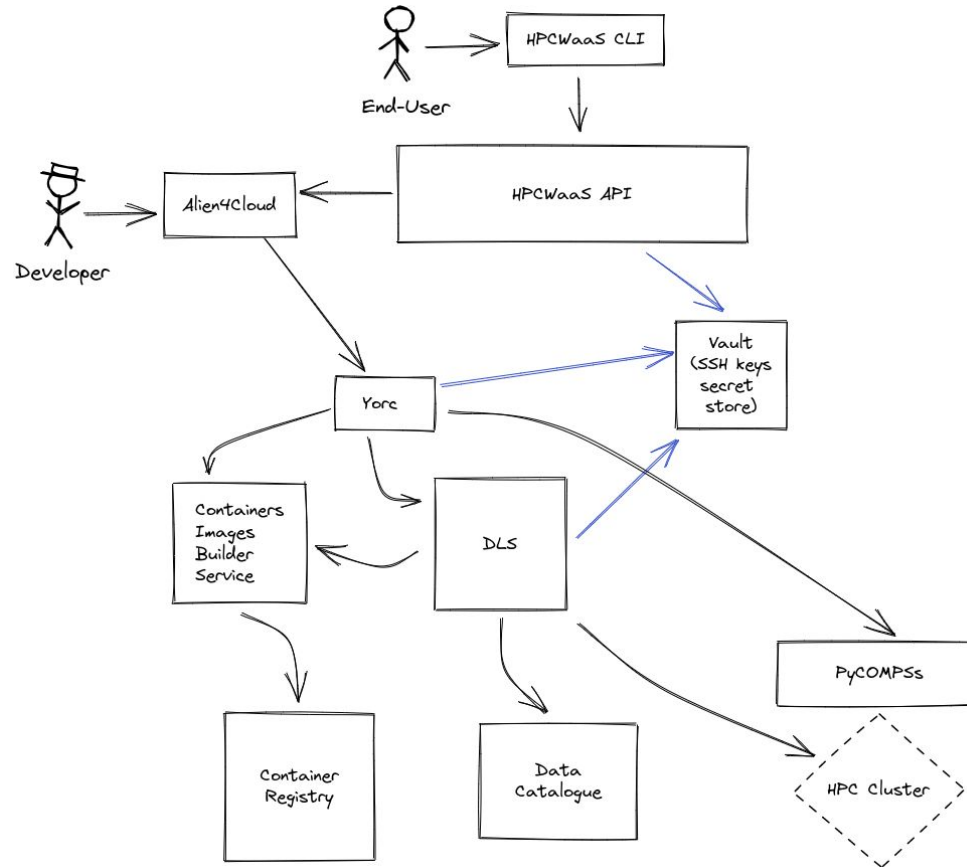 HPCWaaS CLI
End-User
HPCWaaS API
Alien4Cloud
Developer
Vault
(SSH keys
secret
store)
Yorc
Containers
Images
Builder
Service
DLS
PyCOMPSs
Container
Registry
Data
Catalogue
HPC Cluster